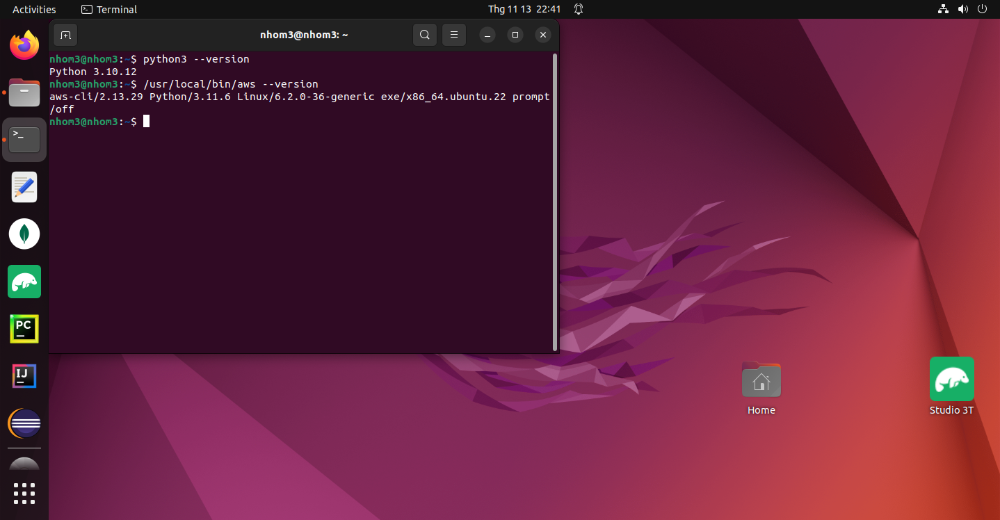 Activities
Terminal
Thg 11 13 22:41
nhom3@nhom3: ~
nhom3@nhom3:~$ python3 --version
Python 3.10.12
nhom3@nhom3:~$ /usr/local/bin/aws --version
aws-cli/2.13.29 Python/3.11.6 Linux/6.2.0-36-generic exe/x86_64.ubuntu.22 prompt
/off
nhom3@nhom3:~$
>_
PC
IJ
Home
Studio 3T